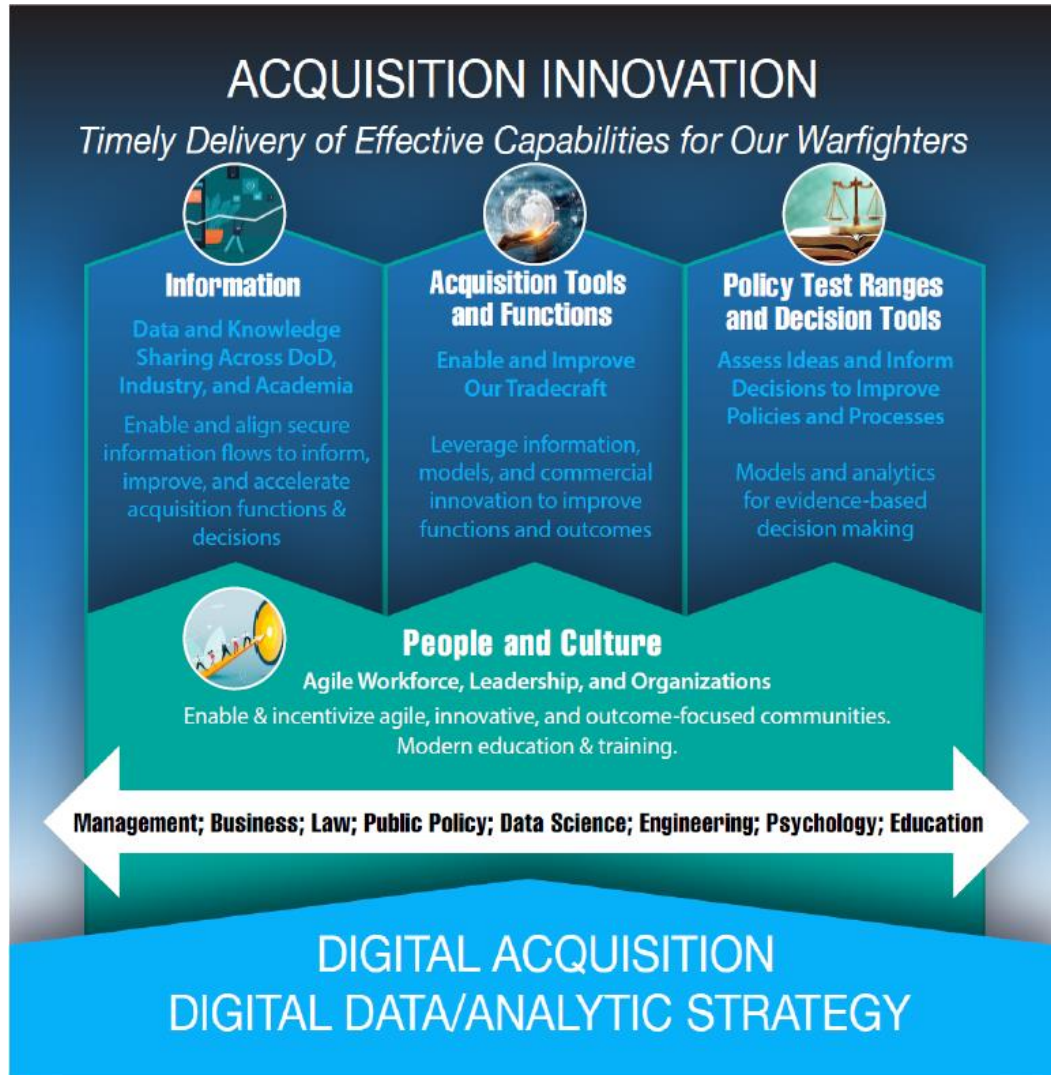 ACQUISITION INNOVATION
Timely Delivery of Effective Capabilities for Our Warfighters
Information
Data and Knowledge
Sharing Across DoD,
Industry, and Academia
Enable and align secure
information flows to inform,
improve, and accelerate
acquisition functions &
decisions
Acquisition Tools
and Functions
Enable and Improve
Our Tradecraft
Leverage information,
models, and commercial
innovation to improve
functions and outcomes
Policy Test Ranges
and Decision Tools
Assess Ideas and Inform
Decisions to Improve
Policies and Processes
Models and analytics
for evidence-based
decision making
People and Culture
Agile Workforce, Leadership, and Organizations
Enable & incentivize agile, innovative, and outcome-focused communities.
Modern education & training.
Management; Business; Law; Public Policy; Data Science; Engineering; Psychology; Education
DIGITAL ACQUISITION
DIGITAL DATA/ANALYTIC STRATEGY